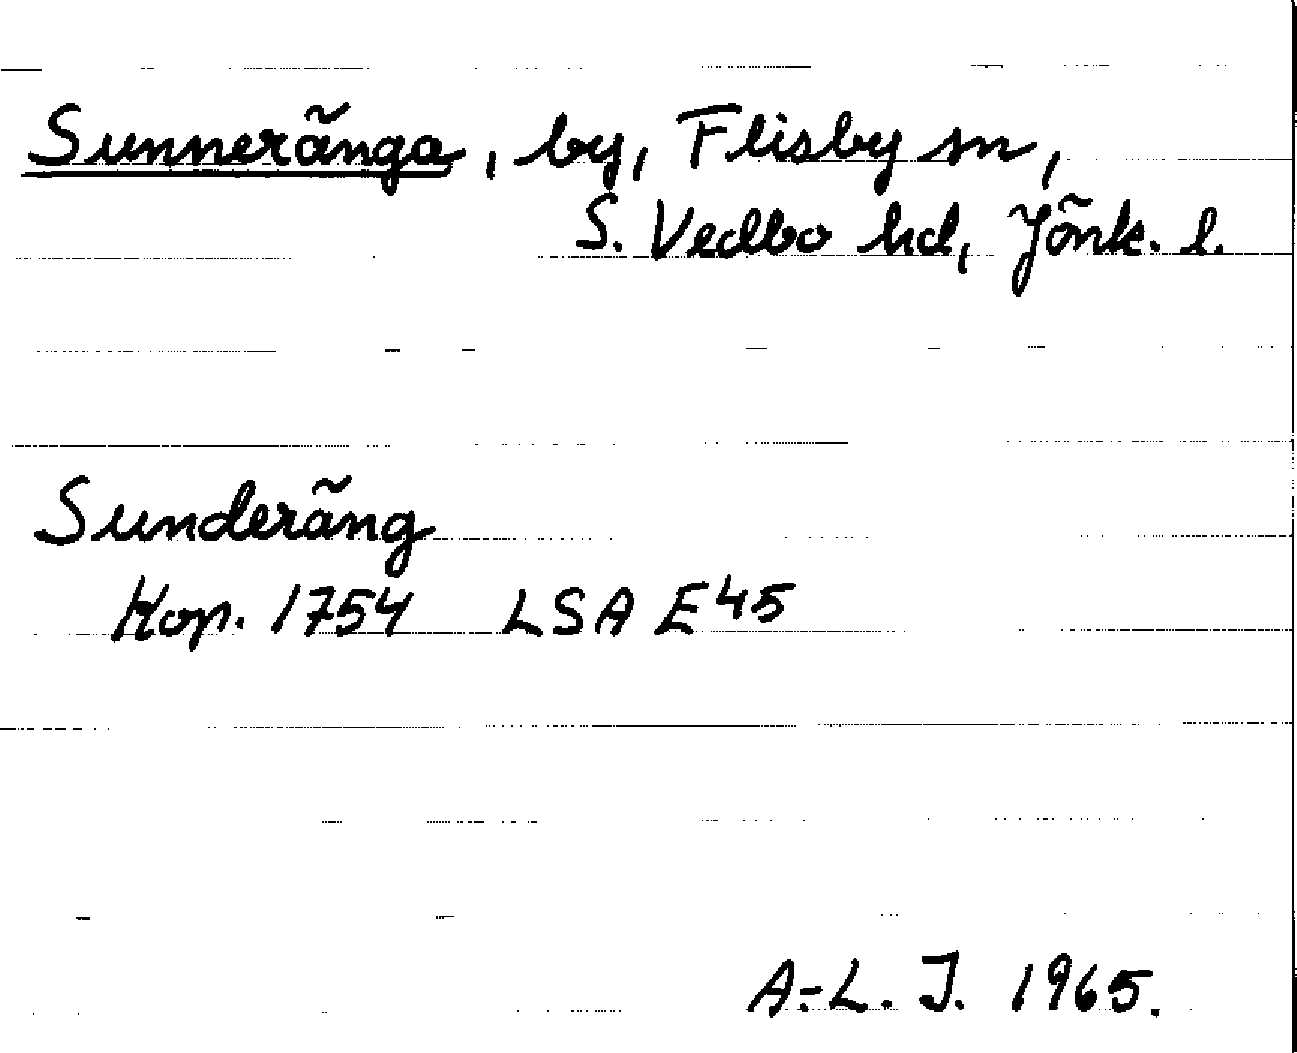 Sunneränga, by, Flisby sn,
S. Vedbo hd, Jönk. l.
Sunderäng
Kop. 1754 LSA E45
A-L. J. 1965.